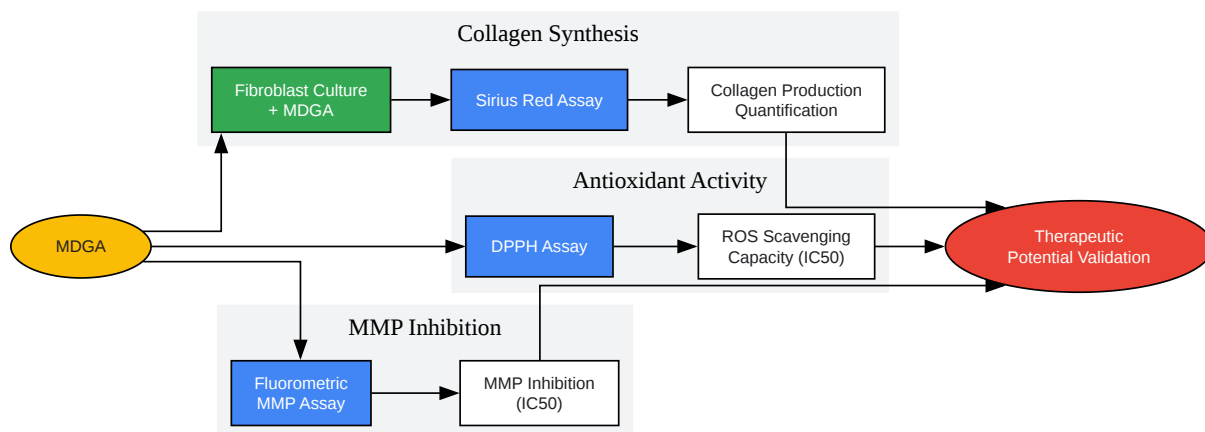 Collagen Synthesis
Fibroblast Culture
+ MDGA
Sirius Red Assay
Collagen Production
Quantification
Antioxidant Activity
MDGA
DPPH Assay
ROS Scavenging
Capacity (IC50)
Therapeutic
Potential Validation
MMP Inhibition
Fluorometric
MMP Assay
MMP Inhibition
(IC50)